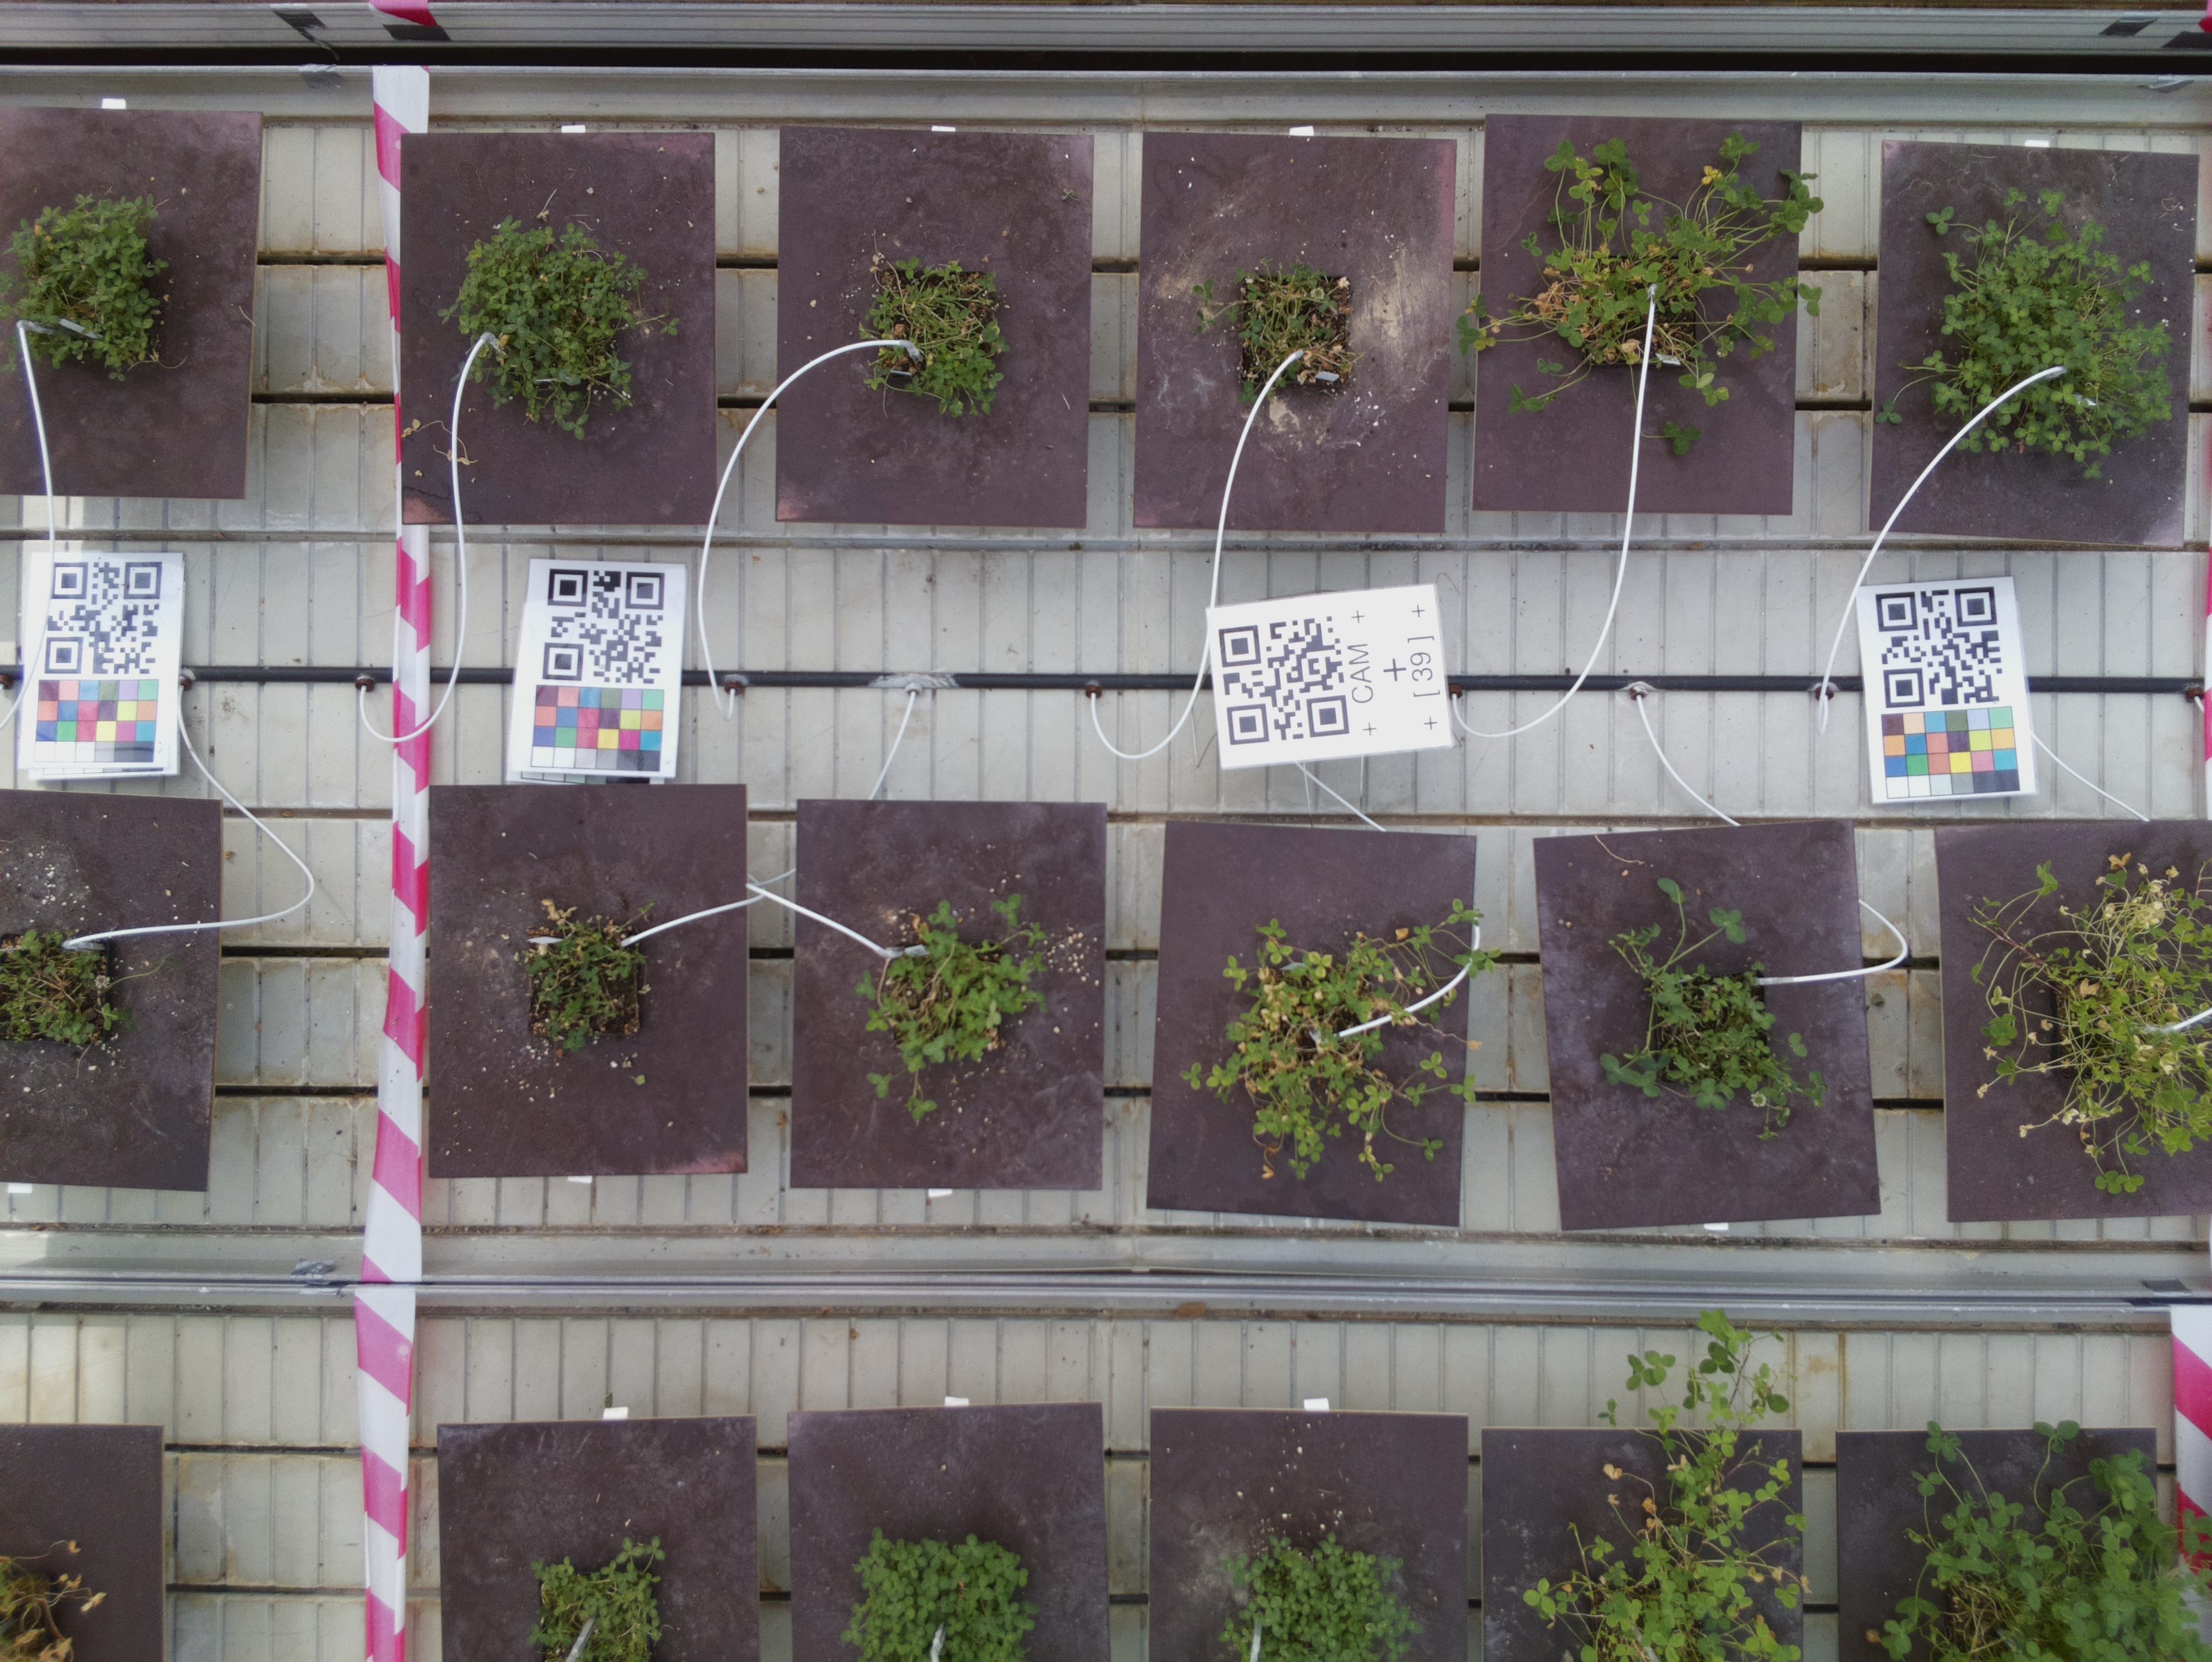 + CAM +
+
+ [ 39 ] +